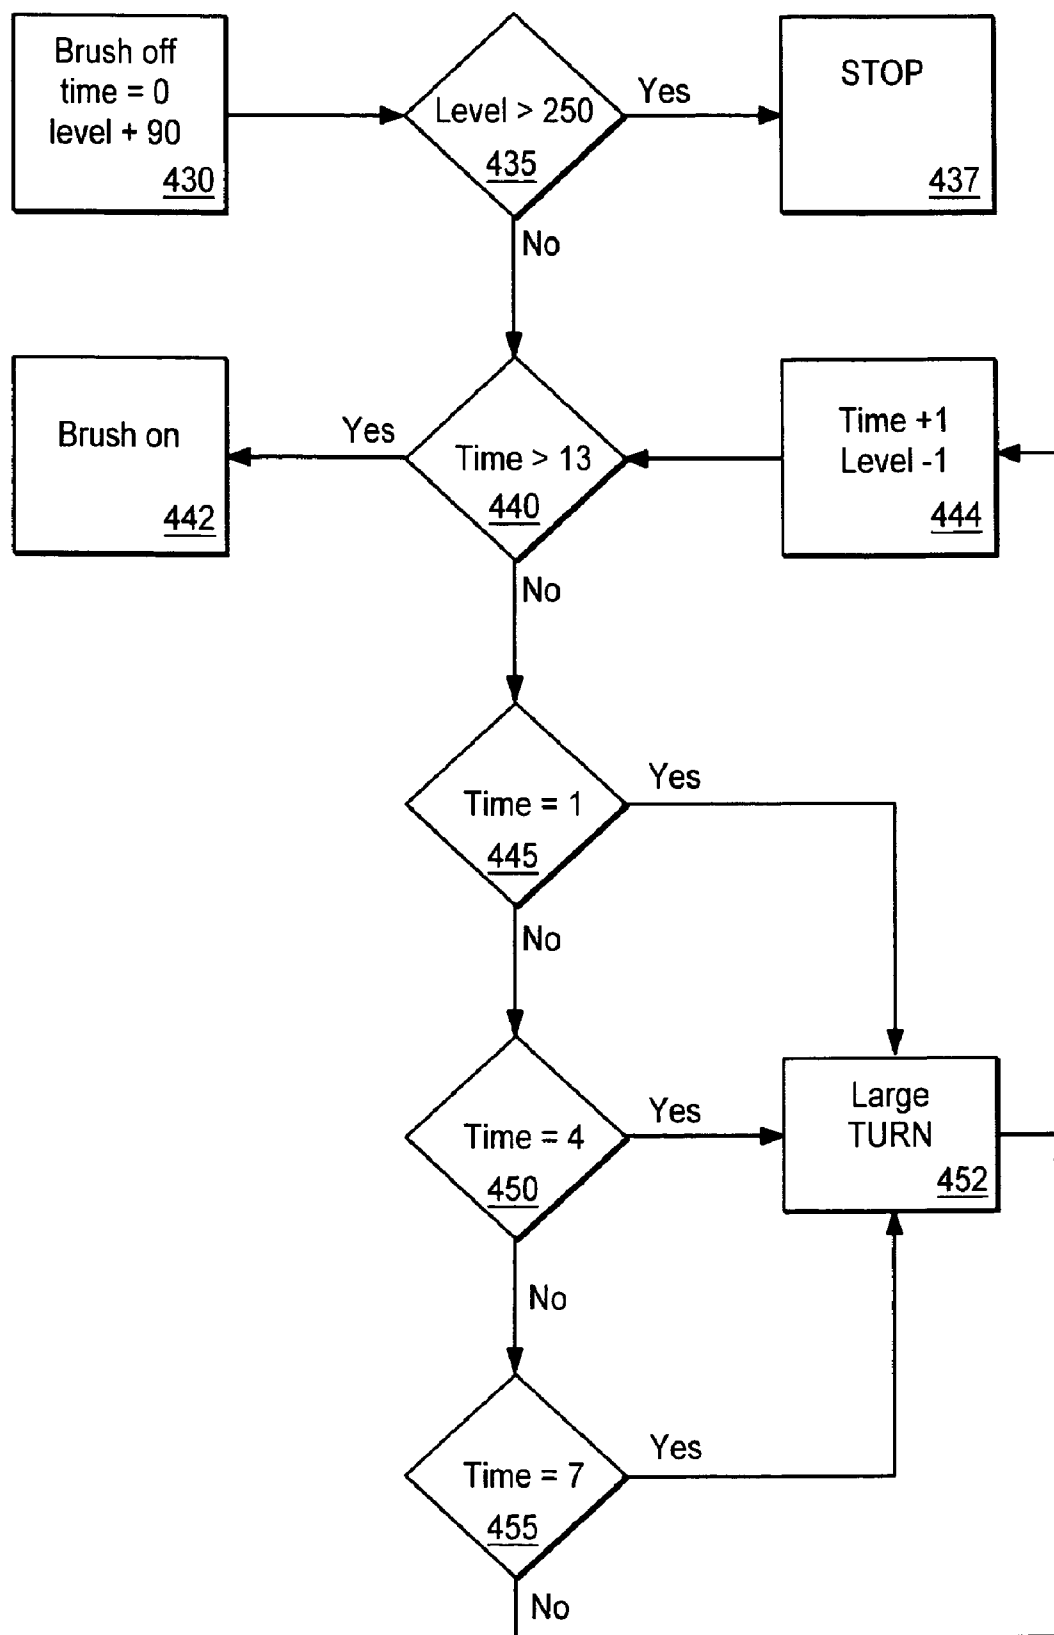 Brush off
time = 0
level + 90
430
Level > 250
435
Yes
STOP
437
No
Brush on
442
Yes
Time > 13
440
Time +1
Level -1
444
No
Time = 1
445
Yes
No
Time = 4
450
Yes
Large
TURN
452
No
Time = 7
455
Yes
No